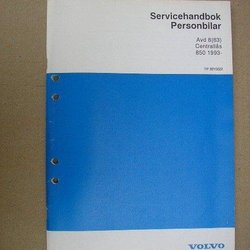 Servicehandbok
Personbilar
Avd 8(83)
Centrallås
850 1993-
VOLVO